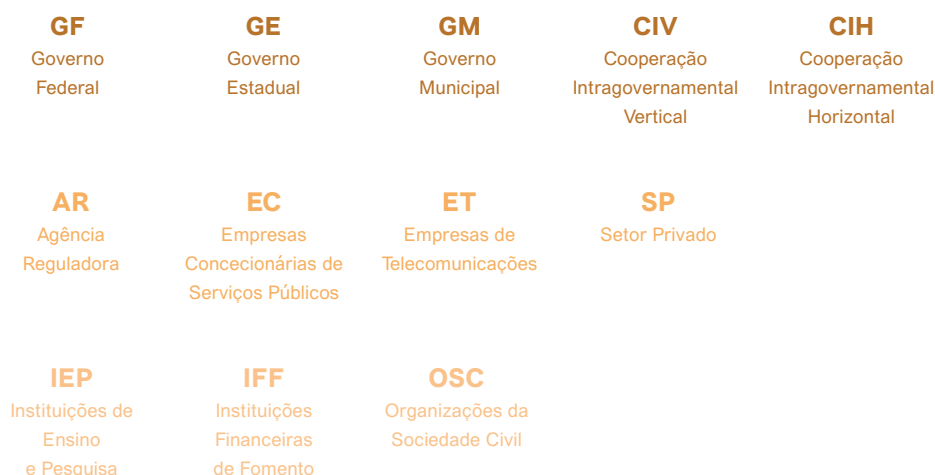 GF
Governo
Federal
GE
Governo
Estadual
GM
Governo
Municipal
CIV
Cooperação
Intragovernamental
Vertical
CIH
Cooperação
Intragovernamental
Horizontal
AR
Agência
Reguladora
EC
Empresas
Concecionárias de
Serviços Públicos
ET
Empresas de
Telecomunicações
SP
Setor Privado
IEP
Instituições de
Ensino
e Pesquisa
IFF
Instituições
Financeiras
de Fomento
OSC
Organizações da
Sociedade Civil